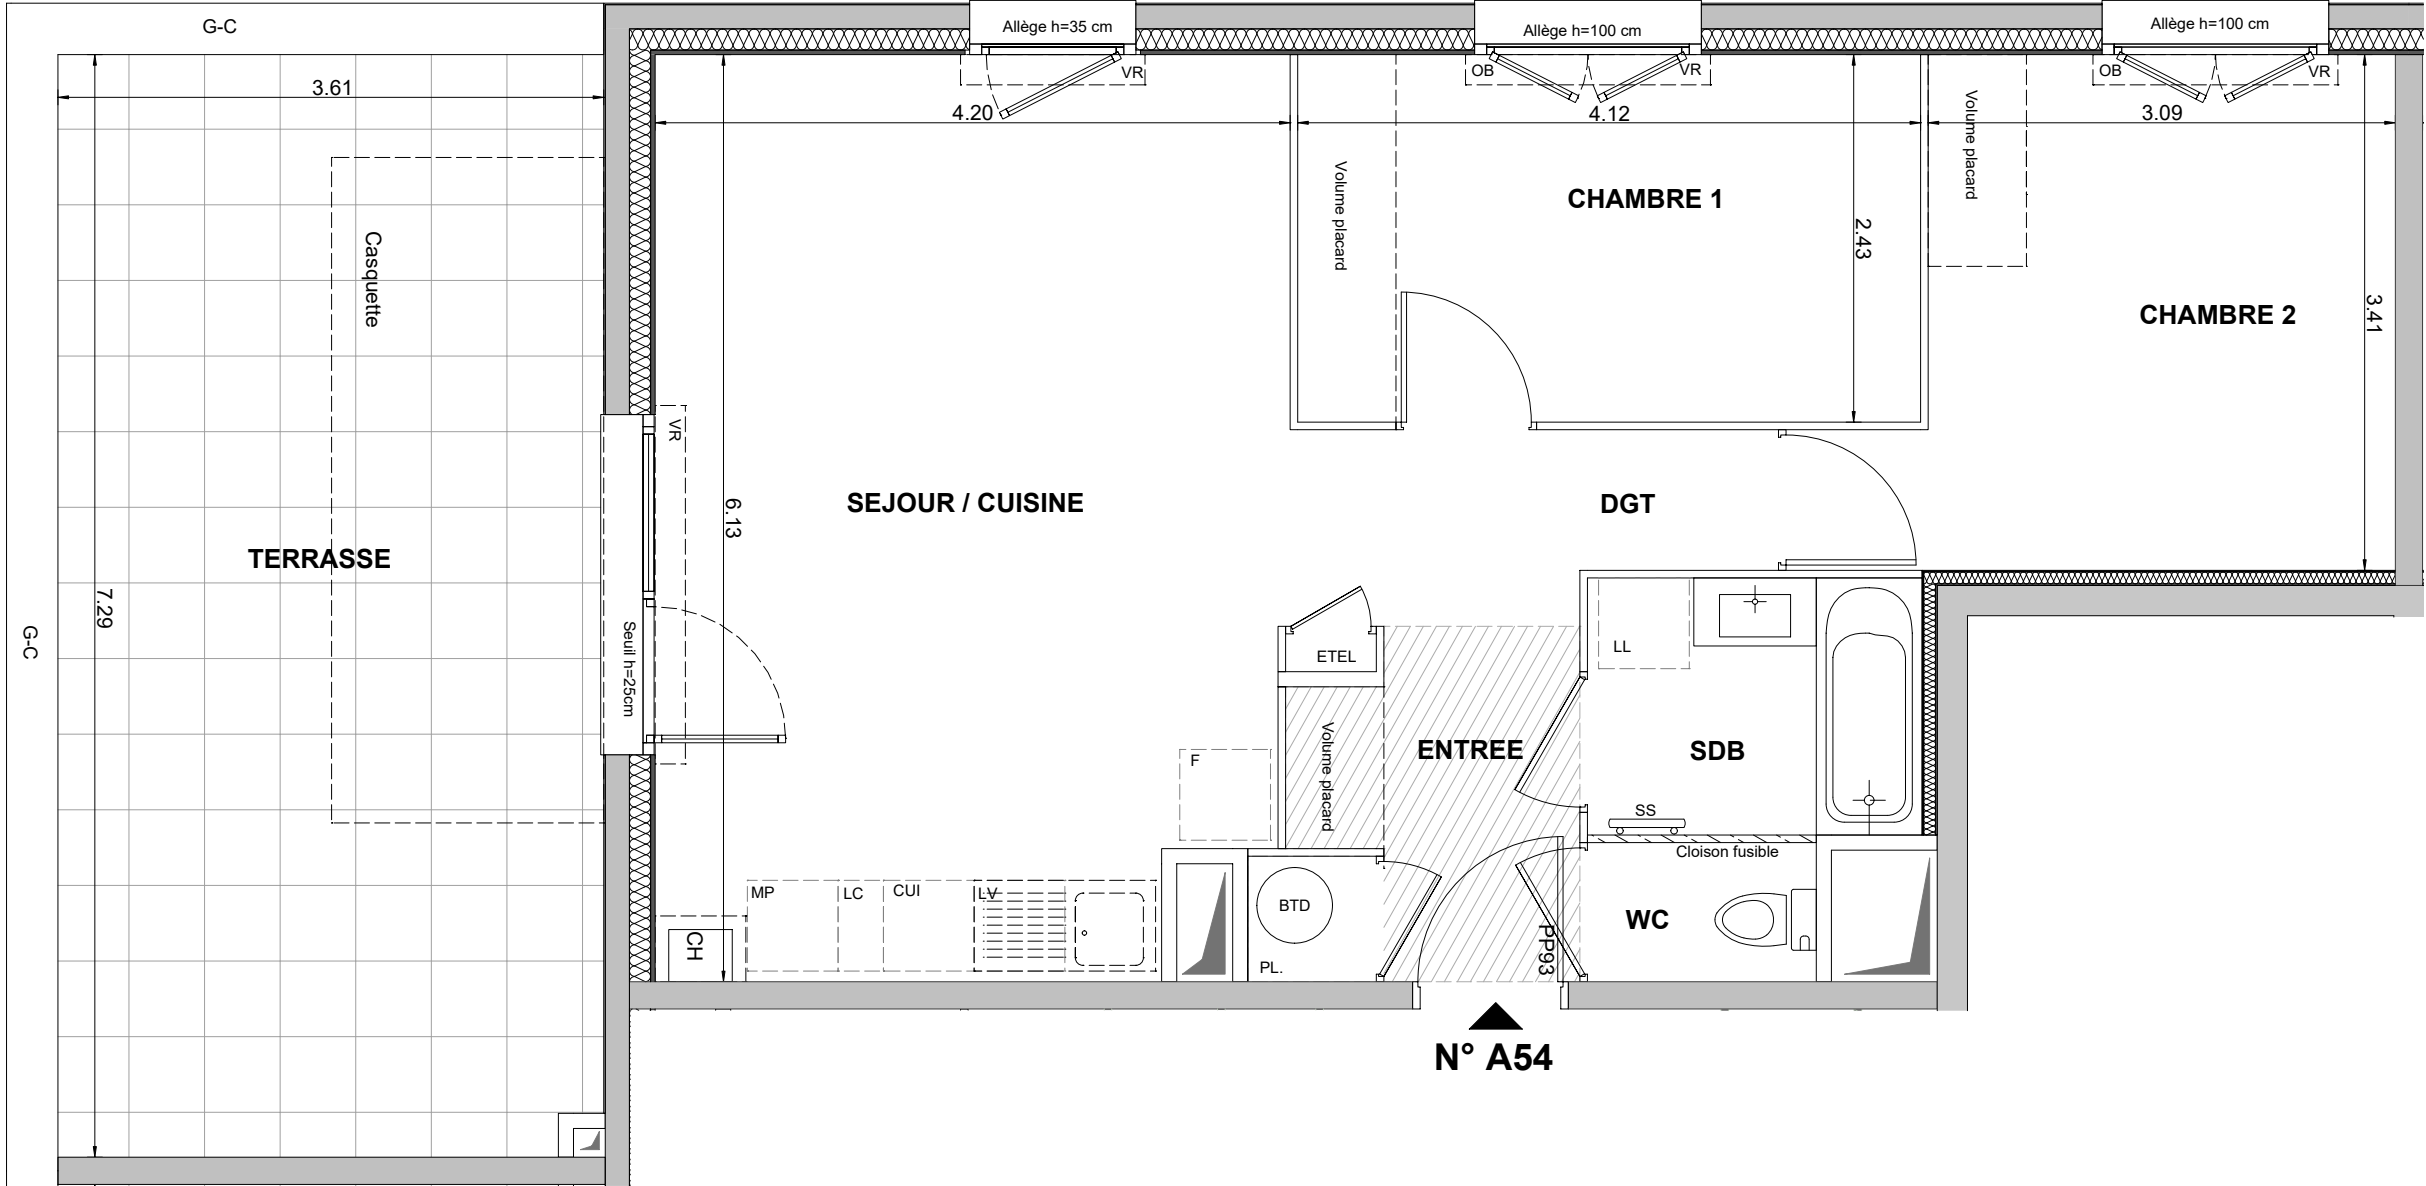 G-C
Allège h=35 cm
Allège h=100 cm
Allège h=100 cm
VR
OB
VR
OB
VR
3.61
4.20
4.12
3.09
Volume placard
Volume placard
CHAMBRE 1
2.43
Casquette
CHAMBRE 2
3.41
VR
6.13
SEJOUR / CUISINE
DGT
TERRASSE
7.29
G-C
Seuil h=25cm
ETEL
LL
Volume placard
ENTREE
SDB
F
SS
Cloison fusible
MP
LC
CUI
LV
BTD
WC
CH
PL.
PP93
N° A54